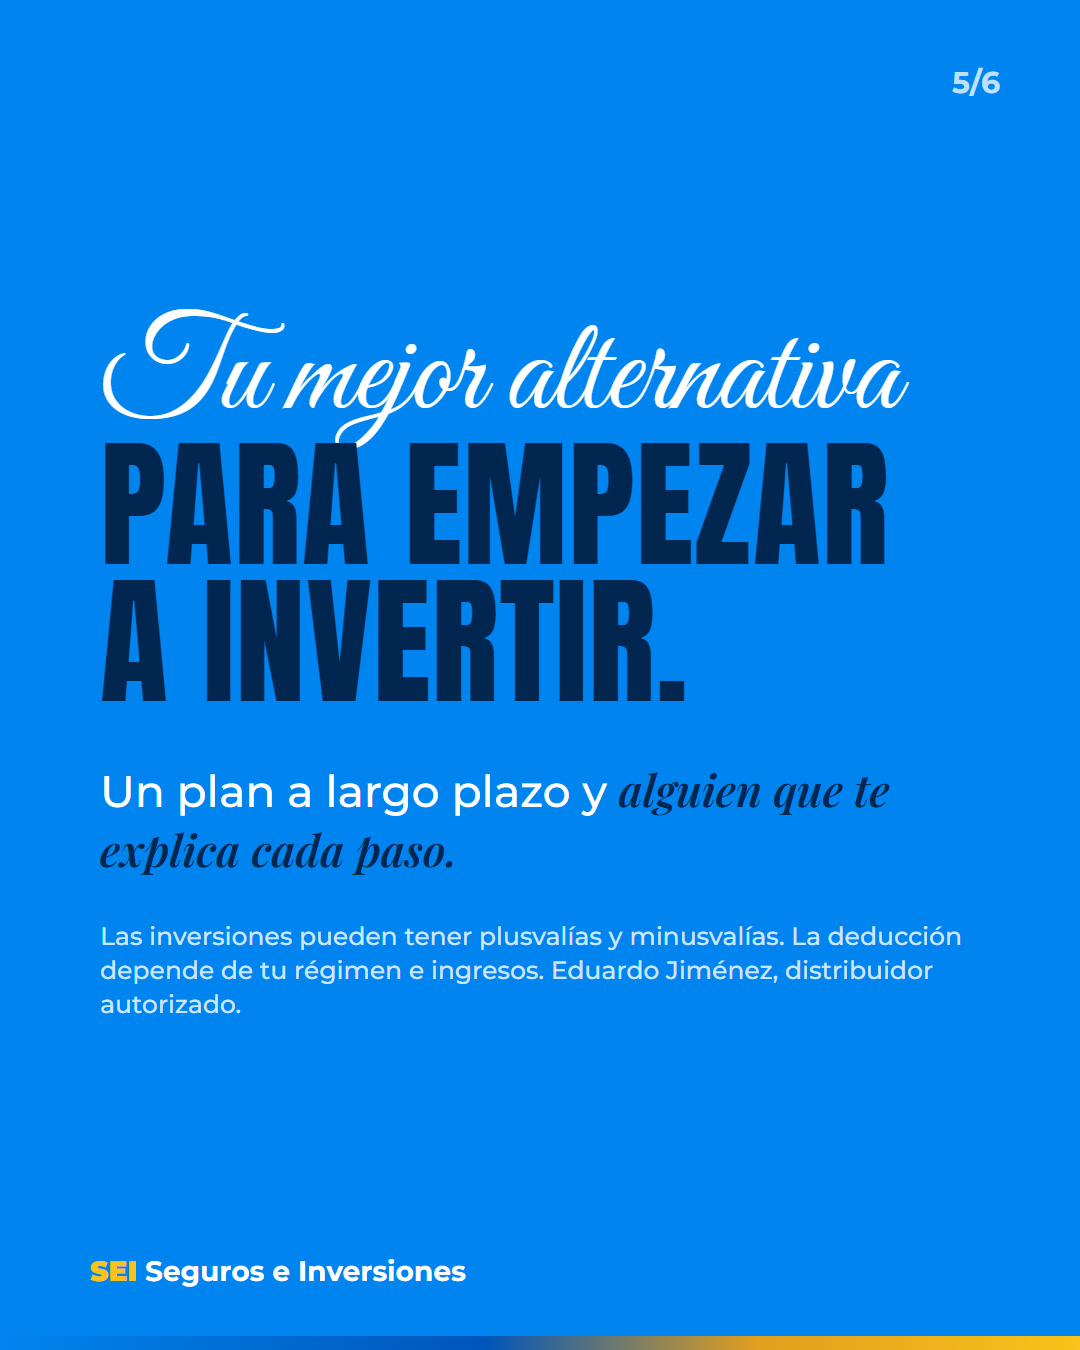 5/6
Tu mejor alternativa
PARA EMPEZAR
A INVERTIR.
Un plan a largo plazo y alguien que te
explica cada paso.
Las inversiones pueden tener plusvalías y minusvalías. La deducción
depende de tu régimen e ingresos. Eduardo Jiménez, distribuidor
autorizado.
SEI Seguros e Inversiones